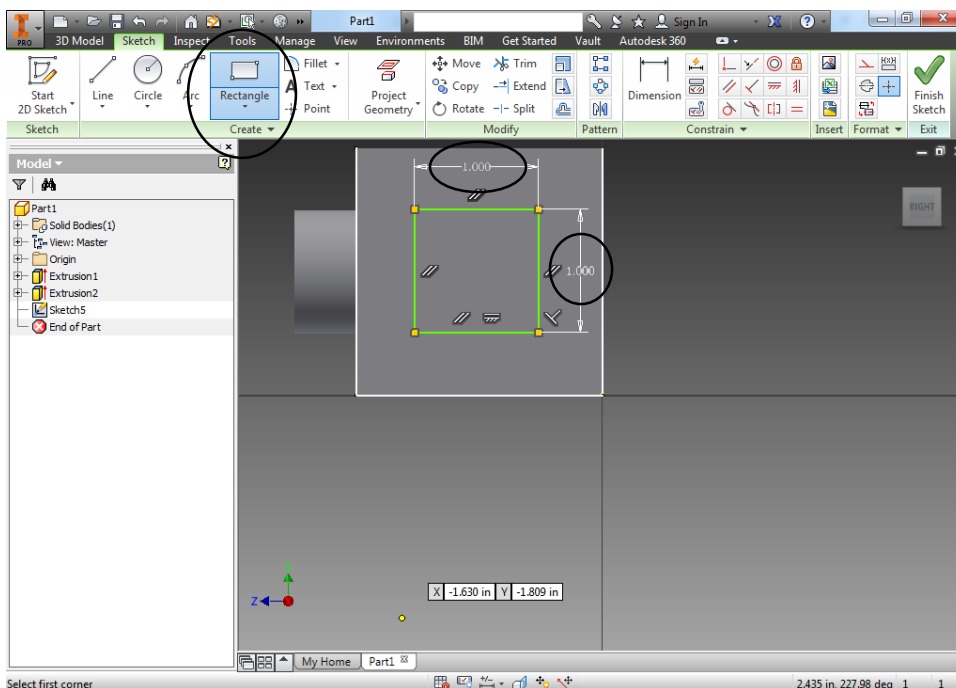 Part1
Sign In
PRO
3D Model Sketch Inspect Tools Manage View Environments BIM Get Started Vault Autodesk 360
Start
2D Sketch
Line
Circle
Arc
Rectangle
Fillet
A Text
Point
Project
Geometry
Move Trim
Copy Extend
Rotate Split
Dimension
Finish
Sketch
Sketch Create Modify Pattern Constrain Insert Format Exit
Model
Part1
Solid Bodies(1)
View: Master
Origin
Extrusion1
Extrusion2
Sketch5
End of Part
1.000
1.000
RIGHT
Z
X -1.630 in Y -1.809 in
My Home Part1
Select first corner
2.435 in, 227.98 deg 1 1